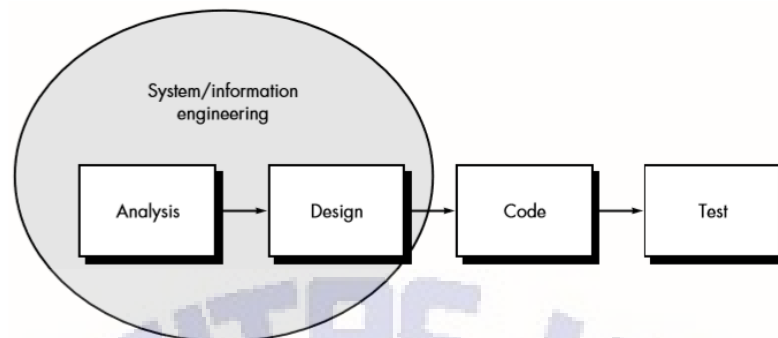 System/information
engineering
Analysis
Design
Code
Test